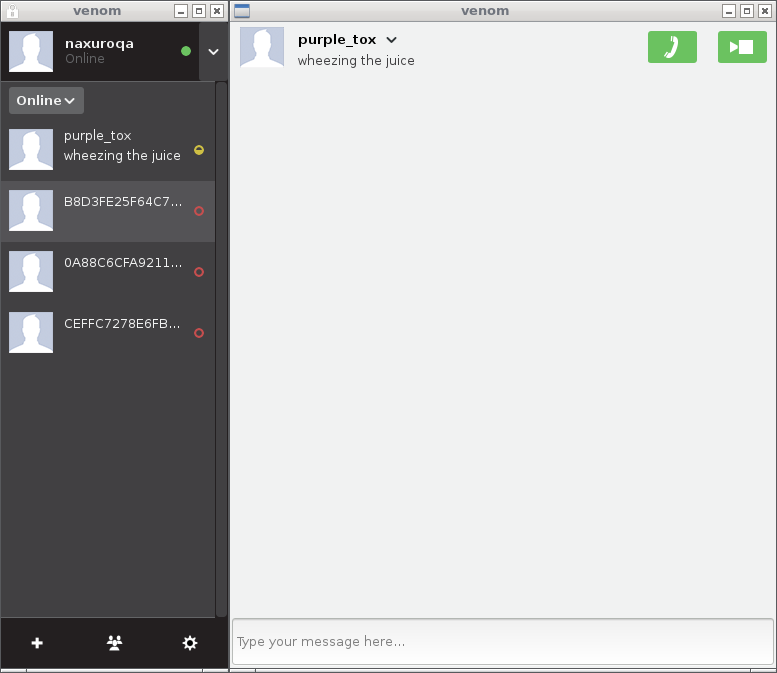 venom
naxuroqa
Online
Online
purple_tox
wheezing the juice
B8D3FE25F64C7...
0A88C6CFA9211...
CEFFC7278E6FB...
venom
purple_tox
wheezing the juice
Type your message here...